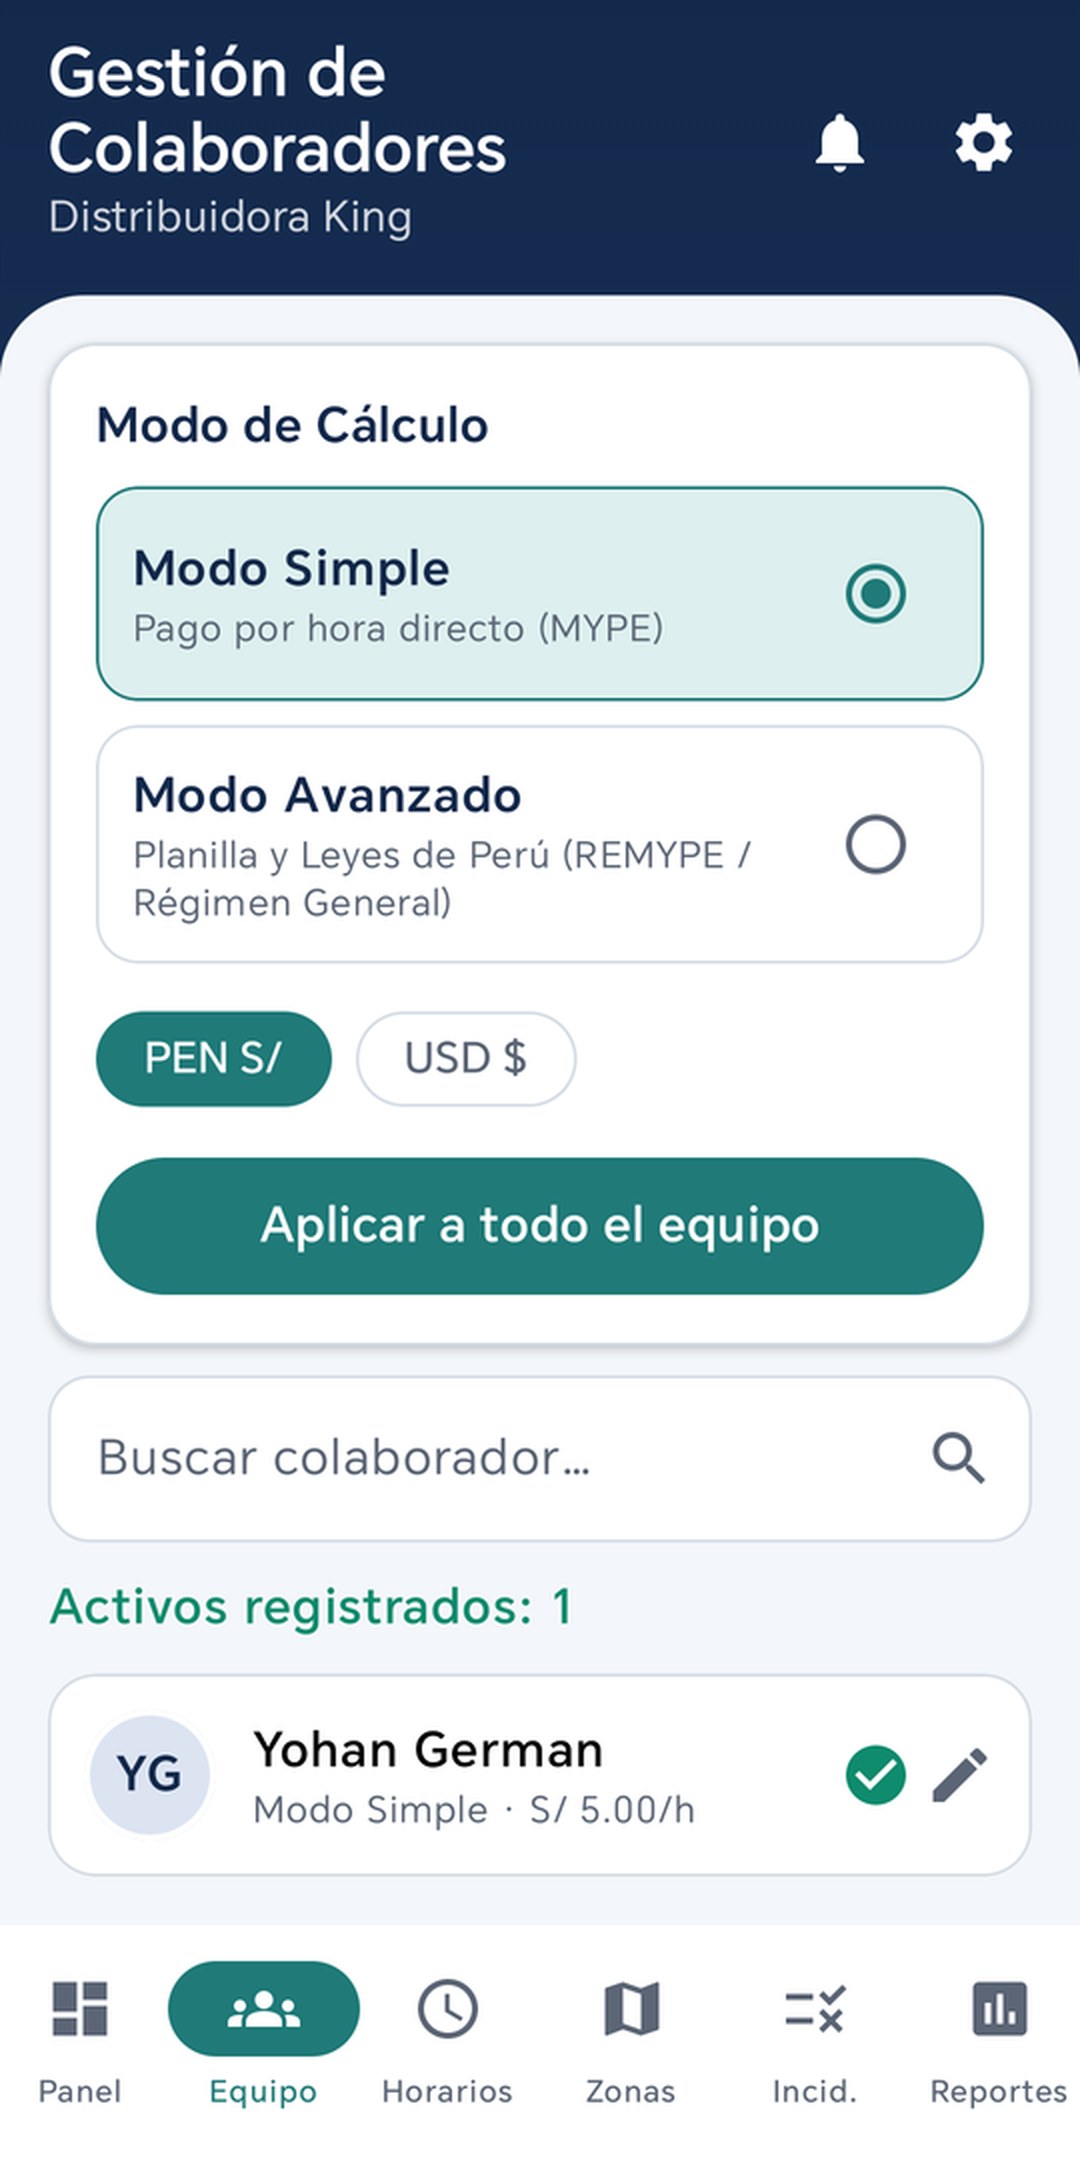 Gestión de
Colaboradores
Distribuidora King
Modo de Cálculo
Modo Simple
Pago por hora directo (MYPE)
Modo Avanzado
Planilla y Leyes de Perú (REMYPE /
Régimen General)
PEN S/
USD $
Aplicar a todo el equipo
Buscar colaborador...
Activos registrados: 1
YG
Yohan German
Modo Simple · S/ 5.00/h
Panel
Equipo
Horarios
Zonas
Incid.
Reportes